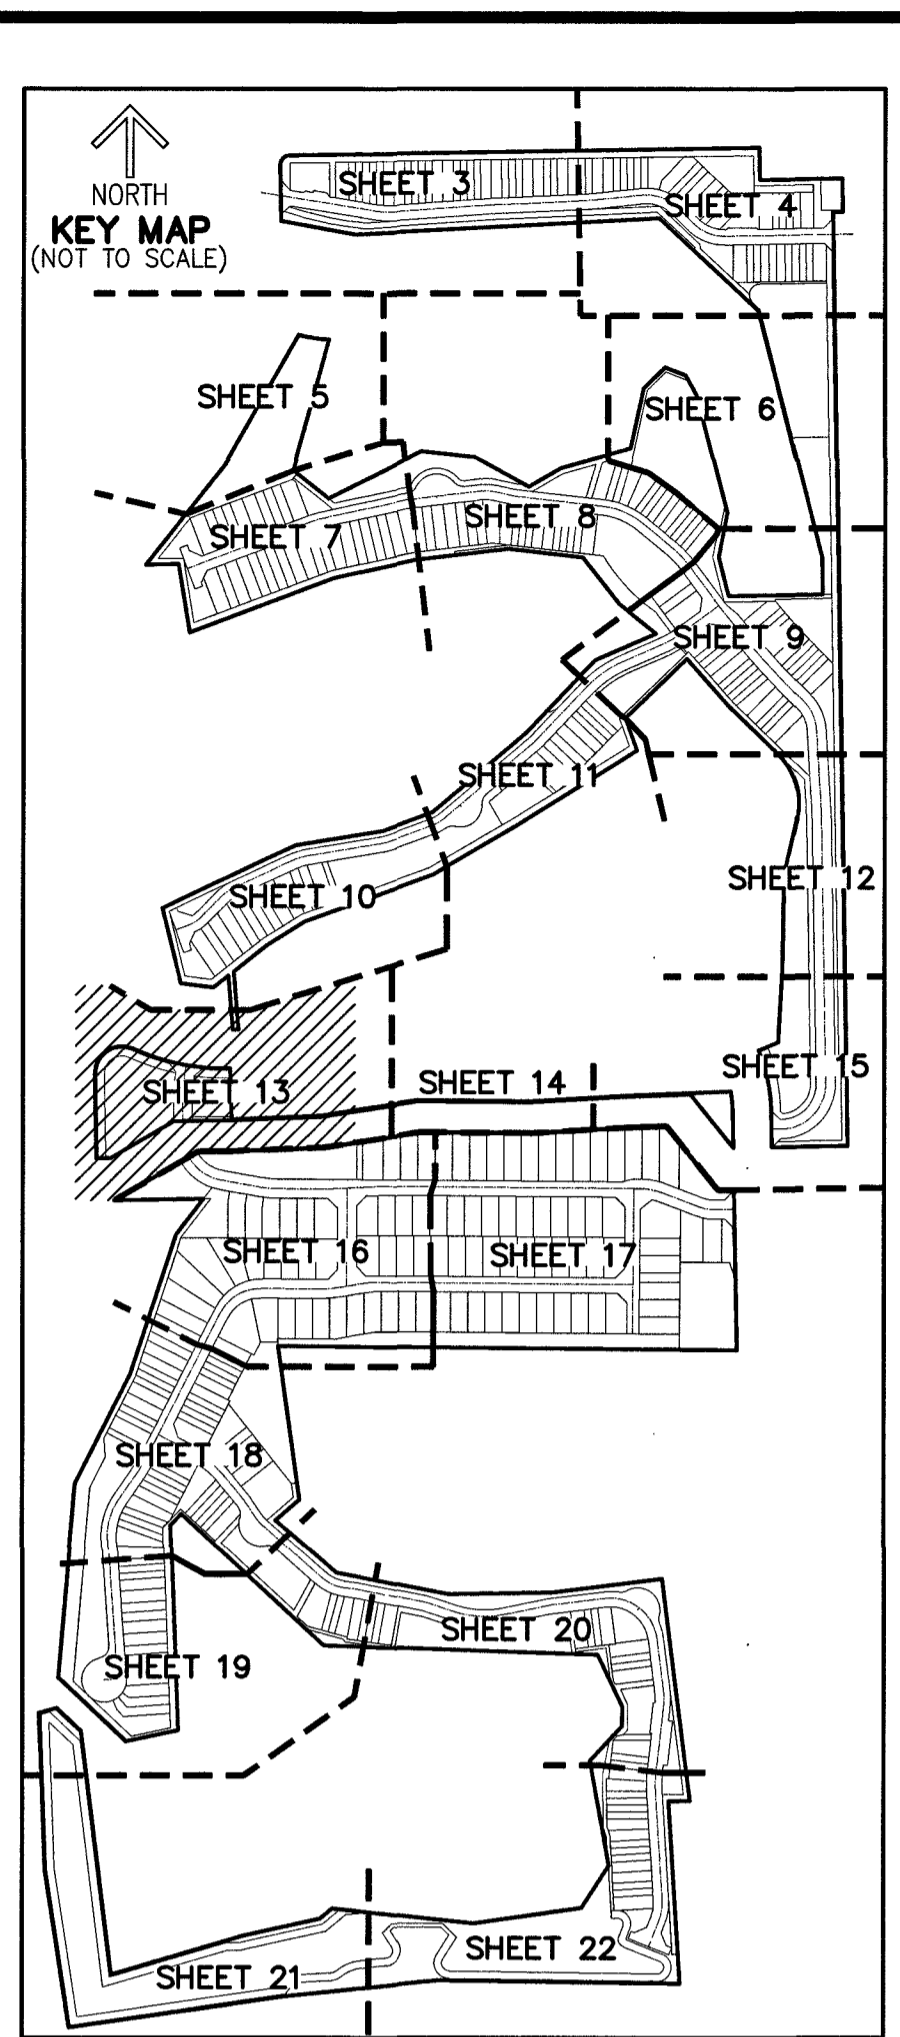 NORTH
KEY MAP
(NOT TO SCALE)
SHEET 3
SHEET 4
SHEET 5
SHEET 6
SHEET 7
SHEET 8
SHEET 9
SHEET 11
SHEET 10
SHEET 12
SHEET 15
SHEET 14
SHEET 13
SHEET 16
SHEET 17
SHEET 18
SHEET 20
SHEET 19
SHEET 22
SHEET 21